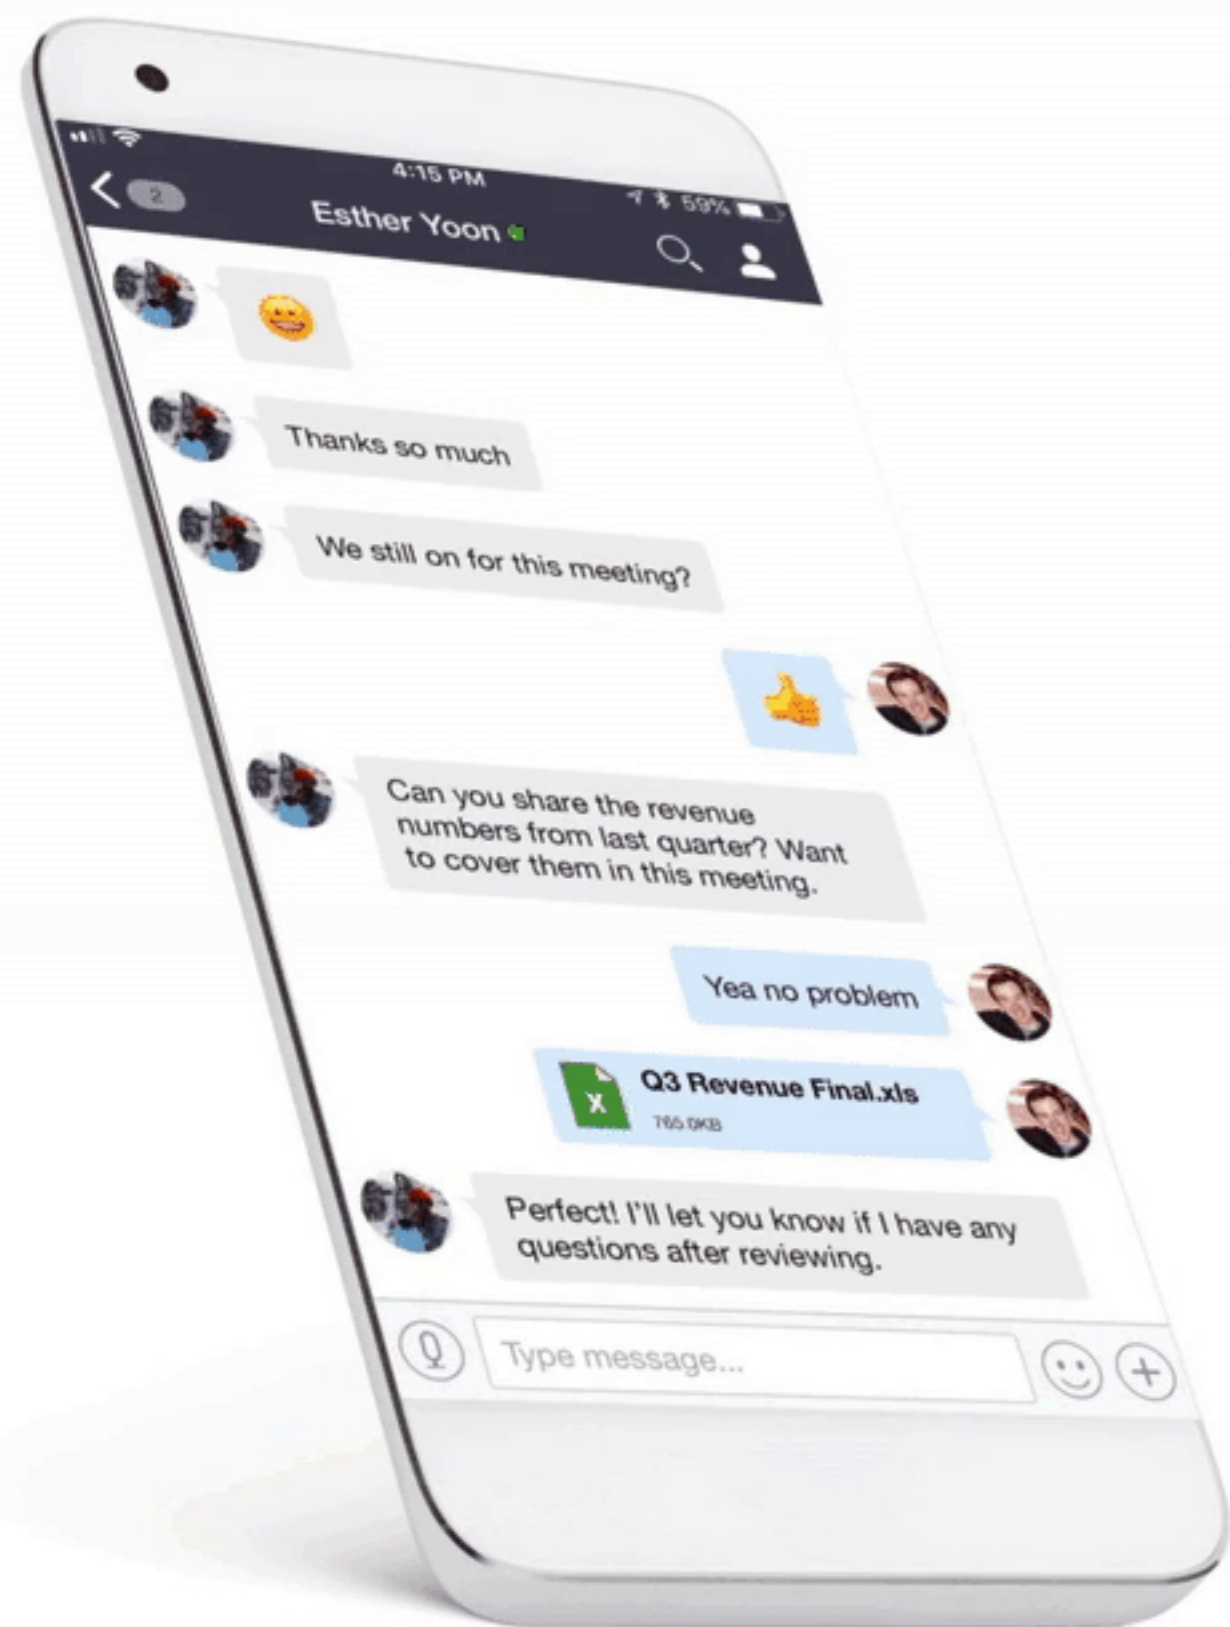 4:15 PM
59%
2
Esther Yoon
Thanks so much
We still on for this meeting?
Can you share the revenue
numbers from last quarter? Want
to cover them in this meeting.
Yea no problem
X
Q3 Revenue Final.xls
765.0KB
Perfect! I'll let you know if I have any
questions after reviewing.
Type message...